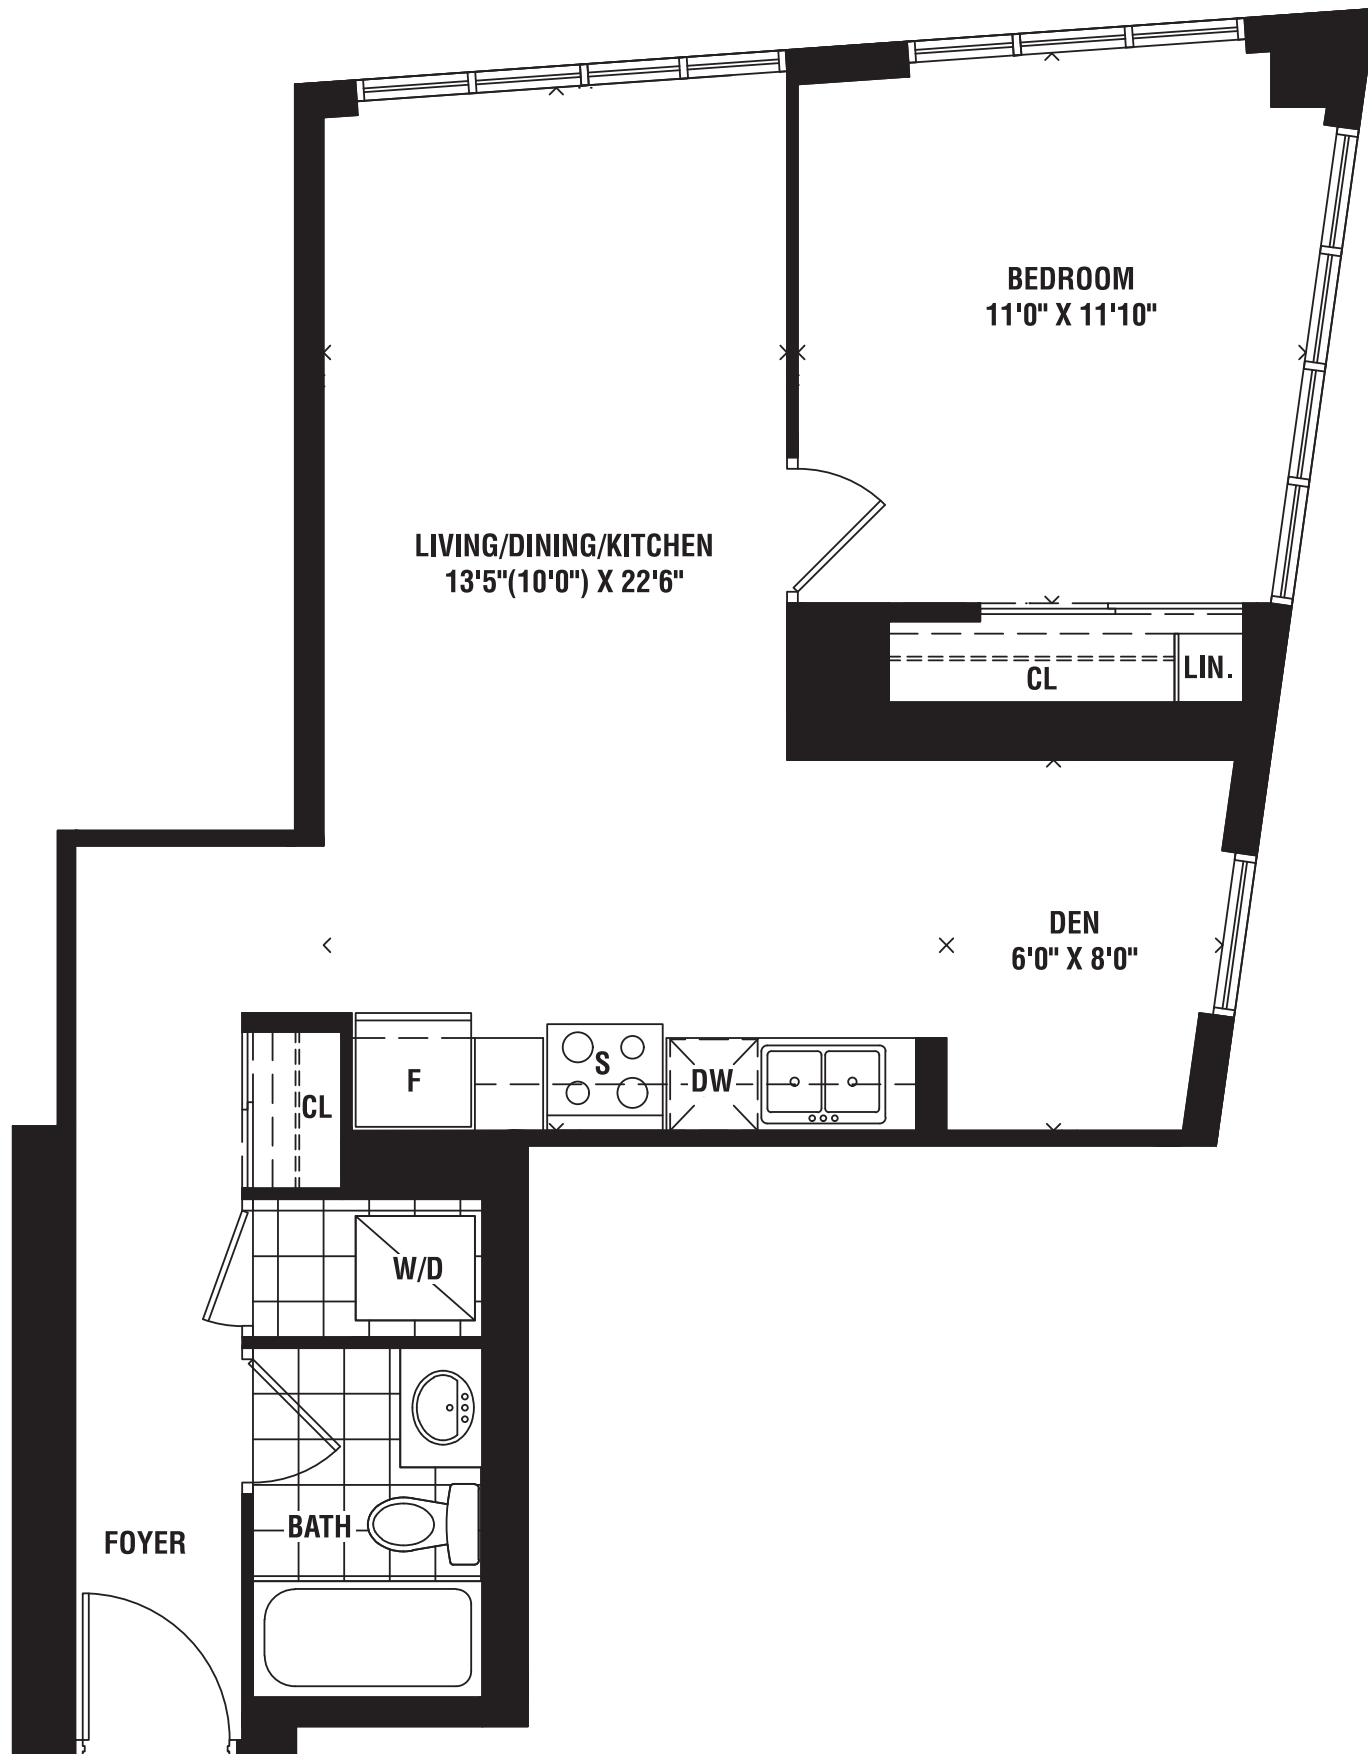 BEDROOM
11'0" X 11'10"
LIVING/DINING/KITCHEN
13'5"(10'0") X 22'6"
CL
LIN.
DEN
6'0" X 8'0"
F
S
DW
CL
W/D
BATH
FOYER